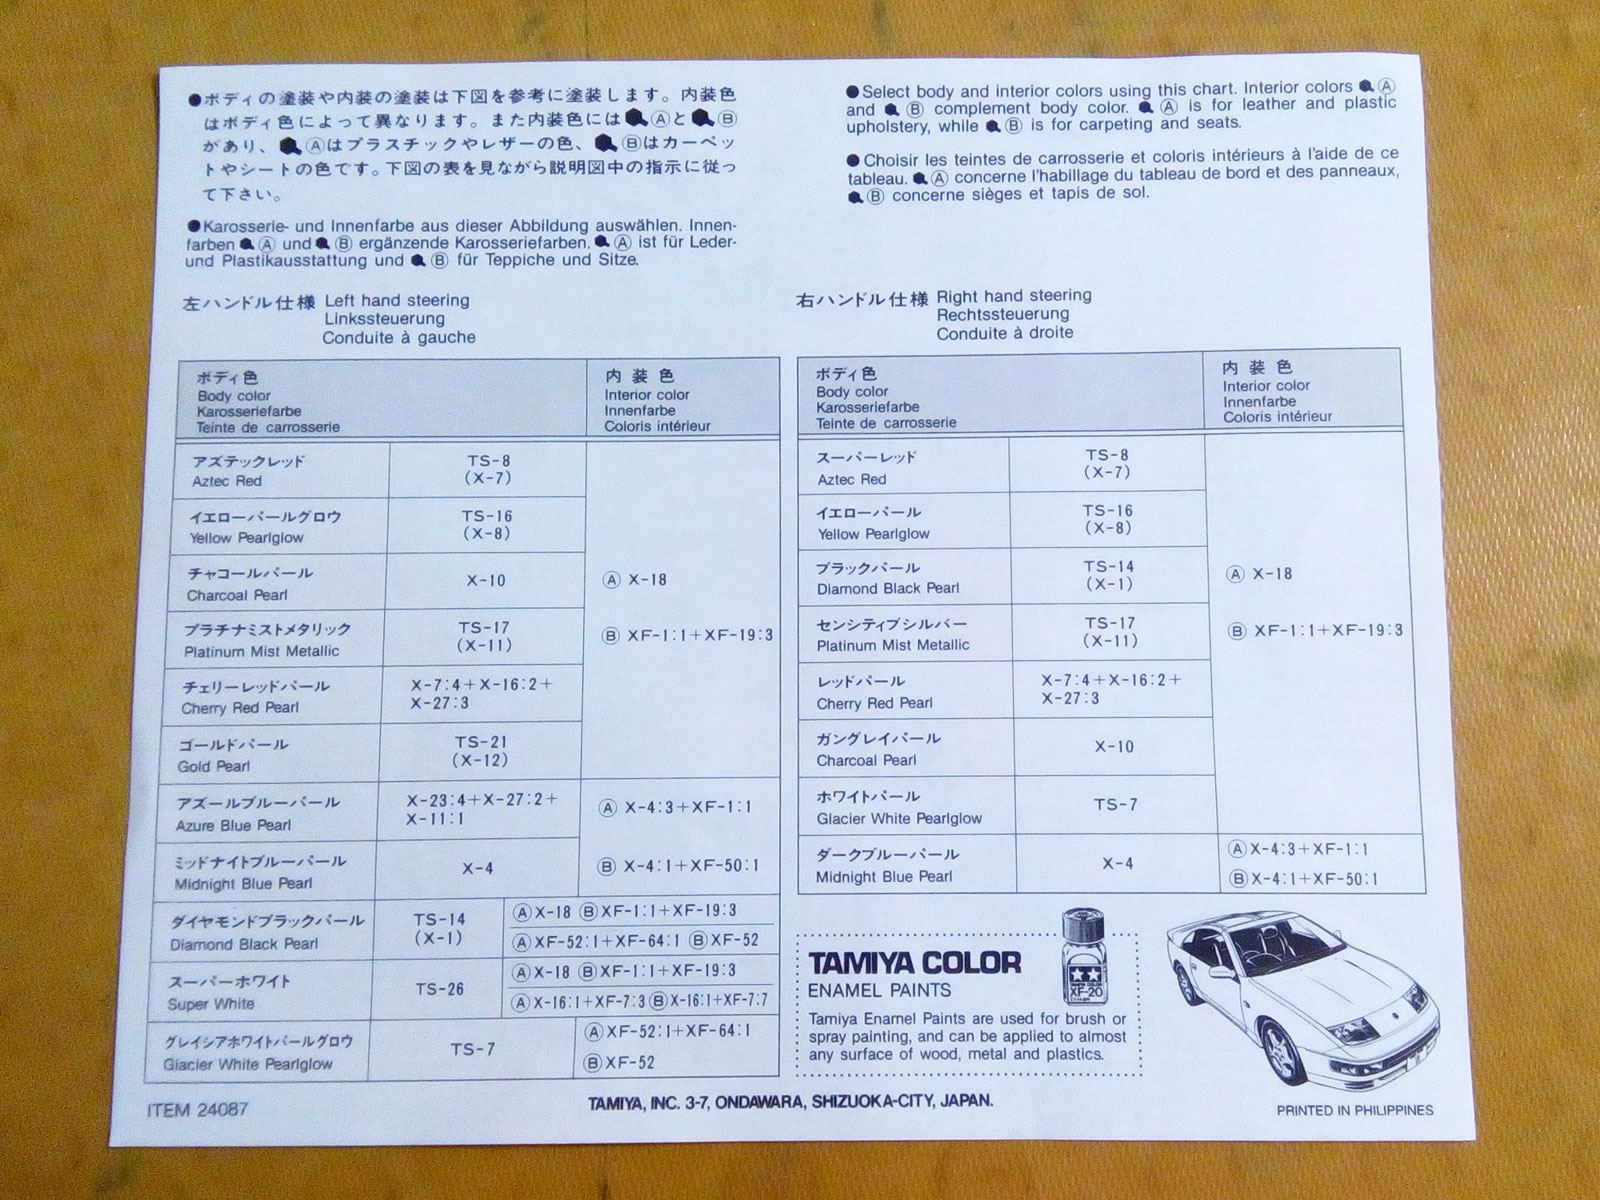 ●ボディの塗装や内装の塗装は下図を参考に塗装します。内装色
はボディ色によって異なります。また内装色には Ⓐと Ⓑ
があり、 Ⓐはプラスチックやレザーの色、 Ⓑはカーペッ
トやシートの色です。下図の表を見ながら説明図中の指示に従っ
て下さい。
●Karosserie- und Innenfarbe aus dieser Abbildung auswählen. Innen-
farben Ⓐ und Ⓑ ergänzende Karosseriefarben. Ⓐ ist für Leder-
und Plastikausstattung und Ⓑ für Teppiche und Sitze.
●Select body and interior colors using this chart. Interior colors Ⓐ
and Ⓑ complement body color. Ⓐ is for leather and plastic
upholstery, while Ⓑ is for carpeting and seats.
●Choisir les teintes de carrosserie et coloris intérieurs à l'aide de ce
tableau. Ⓐ concerne l'habillage du tableau de bord et des panneaux,
Ⓑ concerne sièges et tapis de sol.
左ハンドル仕様 Left hand steering
Linkssteuerung
Conduite à gauche
ボディ色
Body color
Karosseriefarbe
Teinte de carrosserie
内装色
Interior color
Innenfarbe
Coloris intérieur
アズテックレッド
Aztec Red
TS-8
(X-7)
イエローパールグロウ
Yellow Pearlglow
TS-16
(X-8)
チャコールパール
Charcoal Pearl
X-10
プラチナミストメタリック
Platinum Mist Metallic
TS-17
(X-11)
チェリーレッドパール
Cherry Red Pearl
X-7:4+X-16:2+
X-27:3
ゴールドパール
Gold Pearl
TS-21
(X-12)
Ⓐ X-18
Ⓑ XF-1:1+XF-19:3
アズールブルーパール
Azure Blue Pearl
X-23:4+X-27:2+
X-11:1
ミッドナイトブルーパール
Midnight Blue Pearl
X-4
Ⓐ X-4:3+XF-1:1
Ⓑ X-4:1+XF-50:1
ダイヤモンドブラックパール
Diamond Black Pearl
TS-14
(X-1)
ⒶX-18 ⒷXF-1:1+XF-19:3
ⒶXF-52:1+XF-64:1 ⒷXF-52
スーパーホワイト
Super White
TS-26
ⒶX-18 ⒷXF-1:1+XF-19:3
ⒶX-16:1+XF-7:3 ⒷX-16:1+XF-7:7
グレイシアホワイトパールグロウ
Glacier White Pearlglow
TS-7
ⒶXF-52:1+XF-64:1
ⒷXF-52
右ハンドル仕様 Right hand steering
Rechtssteuerung
Conduite à droite
ボディ色
Body color
Karosseriefarbe
Teinte de carrosserie
内装色
Interior color
Innenfarbe
Coloris intérieur
スーパーレッド
Aztec Red
TS-8
(X-7)
イエローパール
Yellow Pearlglow
TS-16
(X-8)
ブラックパール
Diamond Black Pearl
TS-14
(X-1)
センシティブシルバー
Platinum Mist Metallic
TS-17
(X-11)
レッドパール
Cherry Red Pearl
X-7:4+X-16:2+
X-27:3
ガングレイパール
Charcoal Pearl
X-10
ホワイトパール
Glacier White Pearlglow
TS-7
Ⓐ X-18
Ⓑ XF-1:1+XF-19:3
ダークブルーパール
Midnight Blue Pearl
X-4
ⒶX-4:3+XF-1:1
ⒷX-4:1+XF-50:1
TAMIYA COLOR
ENAMEL PAINTS
Tamiya Enamel Paints are used for brush or
spray painting, and can be applied to almost
any surface of wood, metal and plastics.
TAMIYA COLOR
XF-20
ITEM 24087
TAMIYA, INC. 3-7, ONDAWARA, SHIZUOKA-CITY, JAPAN.
PRINTED IN PHILIPPINES